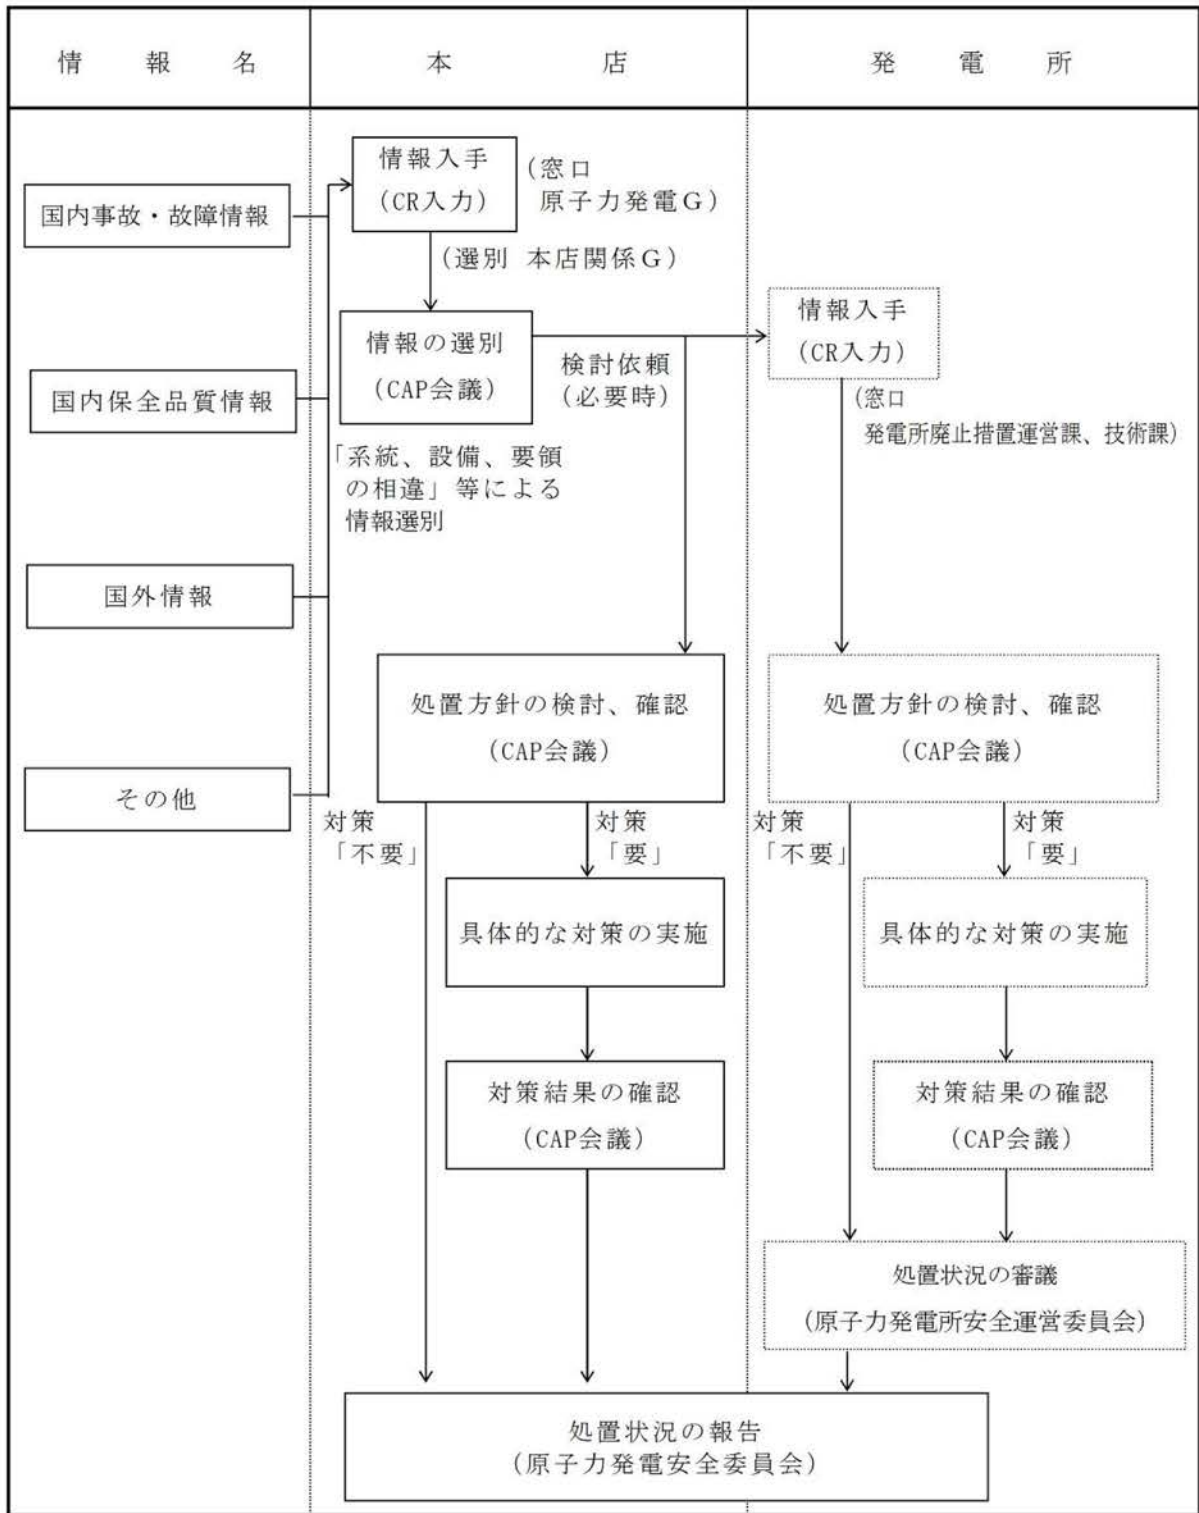 情報名
本店
発電所
国内事故・故障情報
国内保全品質情報
国外情報
その他
情報入手
(CR入力)
(窓口
原子力発電G)
(選別 本店関係G)
情報の選別
(CAP会議)
検討依頼
(必要時)
「系統、設備、要領
の相違」等による
情報選別
処置方針の検討、確認
(CAP会議)
対策
「不要」
対策
「要」
具体的な対策の実施
対策結果の確認
(CAP会議)
情報入手
(CR入力)
(窓口
発電所廃止措置運営課、技術課)
処置方針の検討、確認
(CAP会議)
対策
「不要」
対策
「要」
具体的な対策の実施
対策結果の確認
(CAP会議)
処置状況の審議
(原子力発電所安全運営委員会)
処置状況の報告
(原子力発電安全委員会)